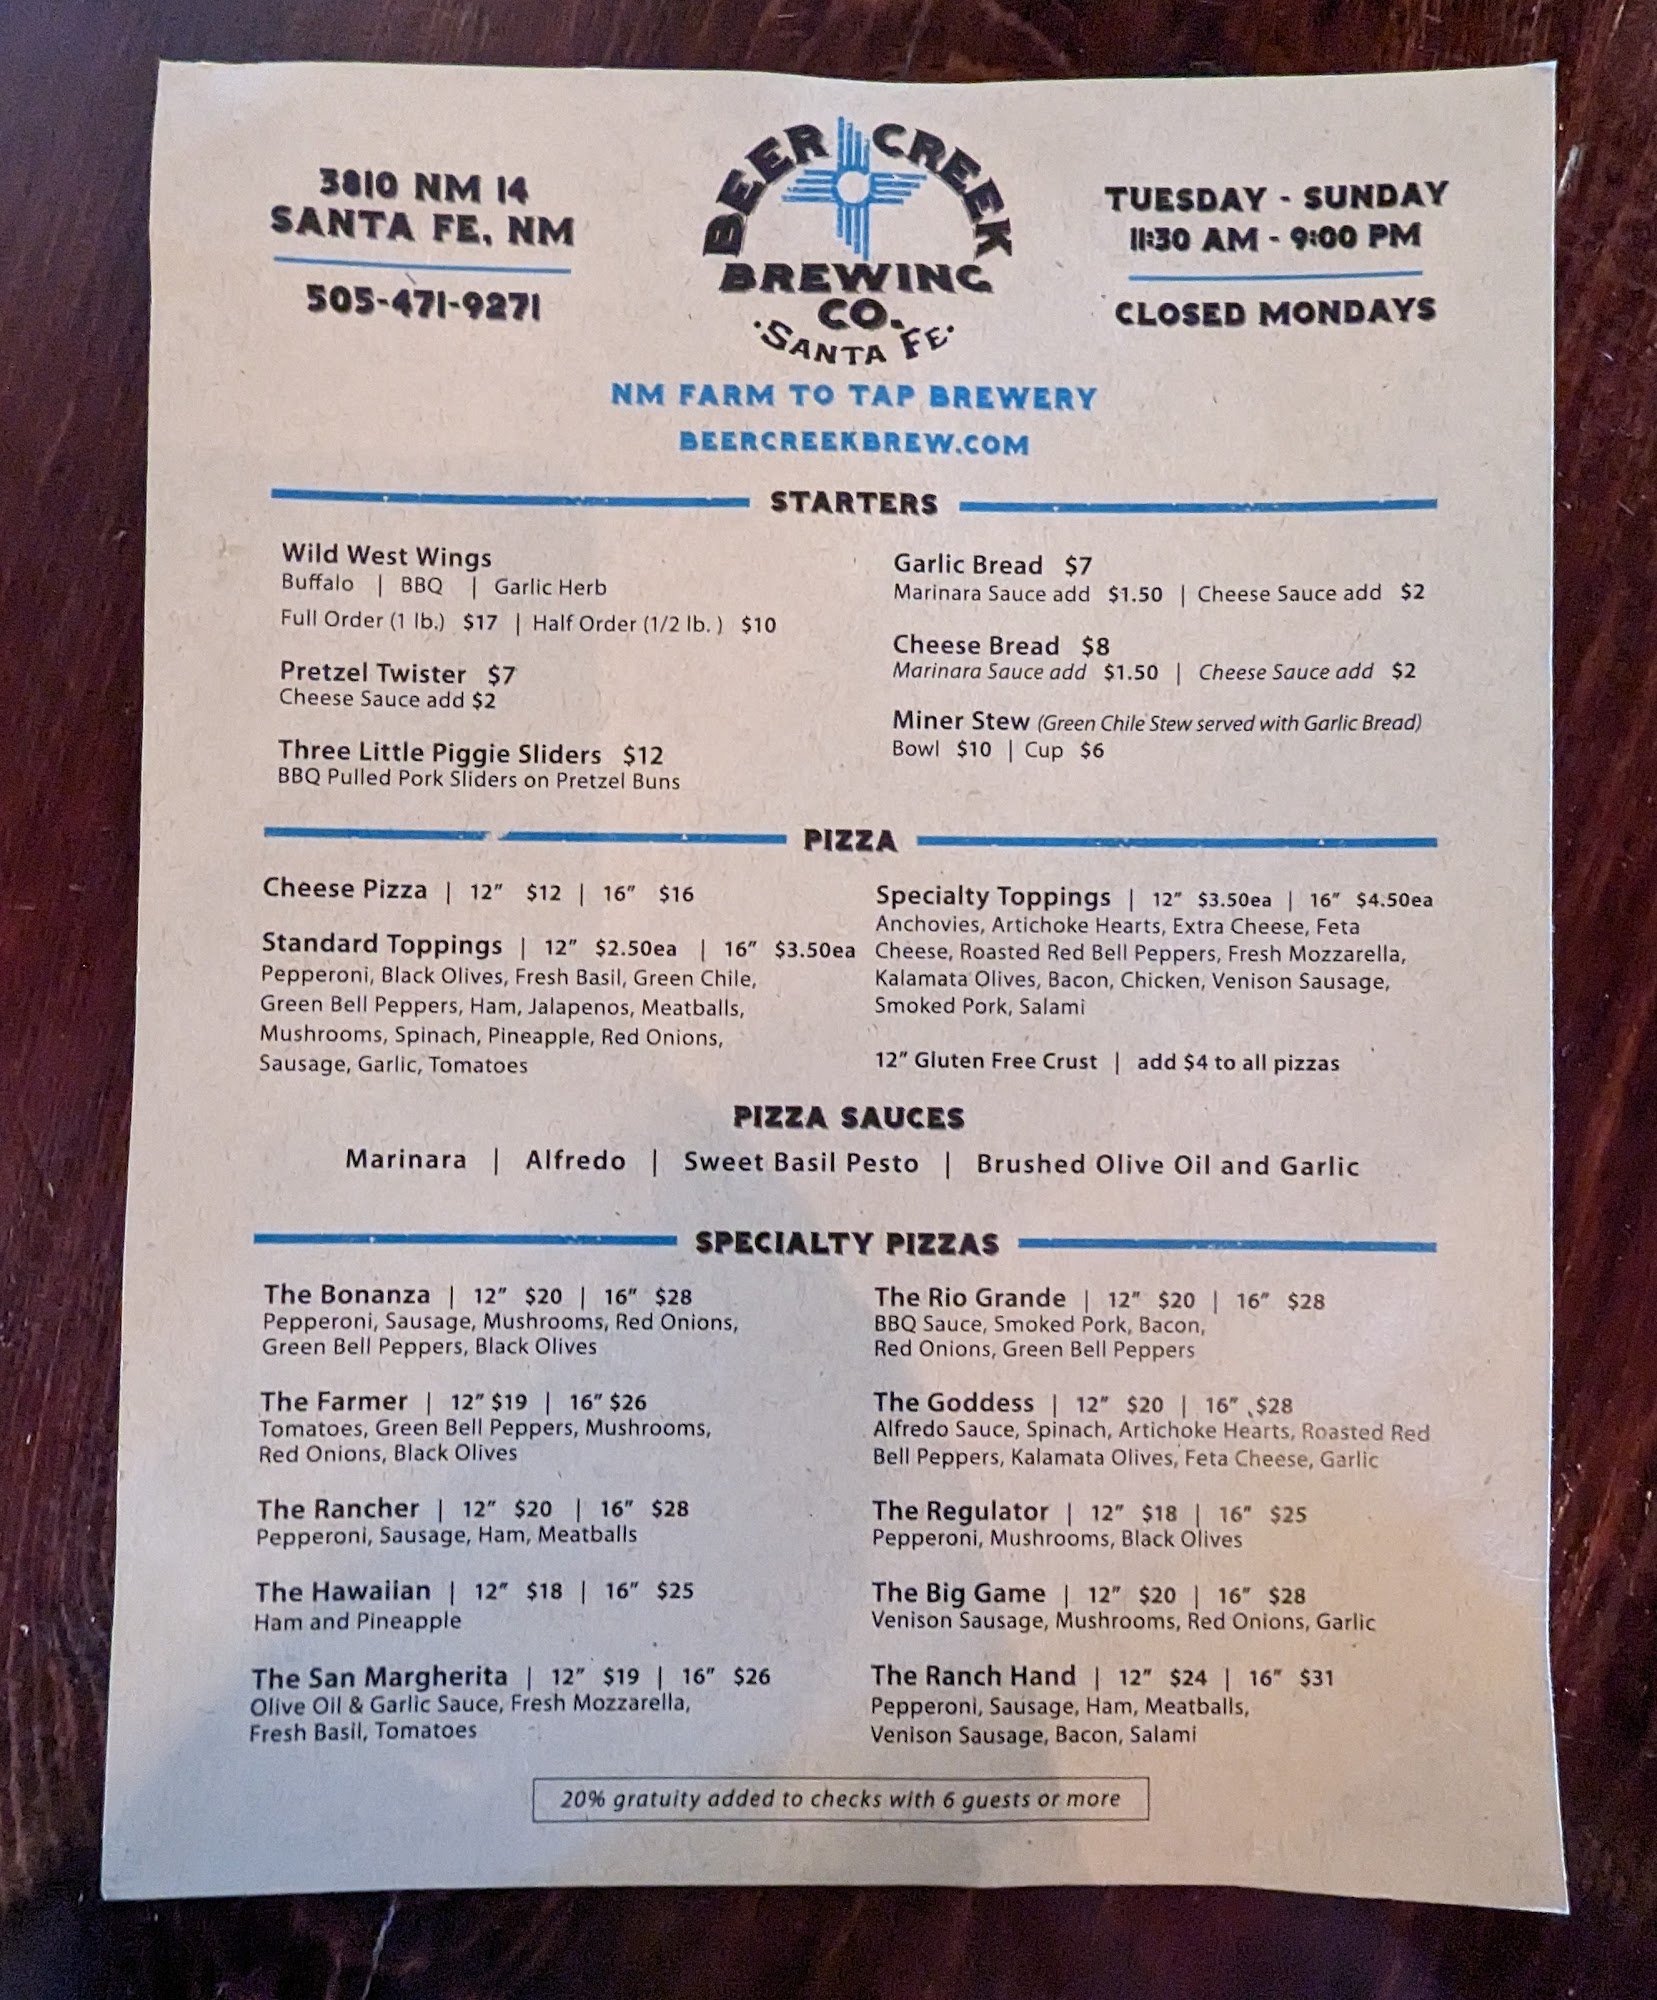 3810 NM 14
SANTA FE, NM
505-471-9271
BEER CREEK
BREWING
CO.
·SANTA FE·
TUESDAY - SUNDAY
11:30 AM - 9:00 PM
CLOSED MONDAYS
NM FARM TO TAP BREWERY
BEERCREEKBREW.COM
STARTERS
Wild West Wings
Buffalo | BBQ | Garlic Herb
Full Order (1 lb.) $17 | Half Order (1/2 lb. ) $10
Pretzel Twister $7
Cheese Sauce add $2
Three Little Piggie Sliders $12
BBQ Pulled Pork Sliders on Pretzel Buns
Garlic Bread $7
Marinara Sauce add $1.50 | Cheese Sauce add $2
Cheese Bread $8
Marinara Sauce add $1.50 | Cheese Sauce add $2
Miner Stew (Green Chile Stew served with Garlic Bread)
Bowl $10 | Cup $6
PIZZA
Cheese Pizza | 12” $12 | 16” $16
Standard Toppings | 12” $2.50ea | 16” $3.50ea
Pepperoni, Black Olives, Fresh Basil, Green Chile,
Green Bell Peppers, Ham, Jalapenos, Meatballs,
Mushrooms, Spinach, Pineapple, Red Onions,
Sausage, Garlic, Tomatoes
Specialty Toppings | 12” $3.50ea | 16” $4.50ea
Anchovies, Artichoke Hearts, Extra Cheese, Feta
Cheese, Roasted Red Bell Peppers, Fresh Mozzarella,
Kalamata Olives, Bacon, Chicken, Venison Sausage,
Smoked Pork, Salami
12” Gluten Free Crust | add $4 to all pizzas
PIZZA SAUCES
Marinara | Alfredo | Sweet Basil Pesto | Brushed Olive Oil and Garlic
SPECIALTY PIZZAS
The Bonanza | 12” $20 | 16” $28
Pepperoni, Sausage, Mushrooms, Red Onions,
Green Bell Peppers, Black Olives
The Farmer | 12” $19 | 16” $26
Tomatoes, Green Bell Peppers, Mushrooms,
Red Onions, Black Olives
The Rancher | 12” $20 | 16” $28
Pepperoni, Sausage, Ham, Meatballs
The Hawaiian | 12” $18 | 16” $25
Ham and Pineapple
The San Margherita | 12” $19 | 16” $26
Olive Oil & Garlic Sauce, Fresh Mozzarella,
Fresh Basil, Tomatoes
The Rio Grande | 12” $20 | 16” $28
BBQ Sauce, Smoked Pork, Bacon,
Red Onions, Green Bell Peppers
The Goddess | 12” $20 | 16” $28
Alfredo Sauce, Spinach, Artichoke Hearts, Roasted Red
Bell Peppers, Kalamata Olives, Feta Cheese, Garlic
The Regulator | 12” $18 | 16” $25
Pepperoni, Mushrooms, Black Olives
The Big Game | 12” $20 | 16” $28
Venison Sausage, Mushrooms, Red Onions, Garlic
The Ranch Hand | 12” $24 | 16” $31
Pepperoni, Sausage, Ham, Meatballs,
Venison Sausage, Bacon, Salami
20% gratuity added to checks with 6 guests or more